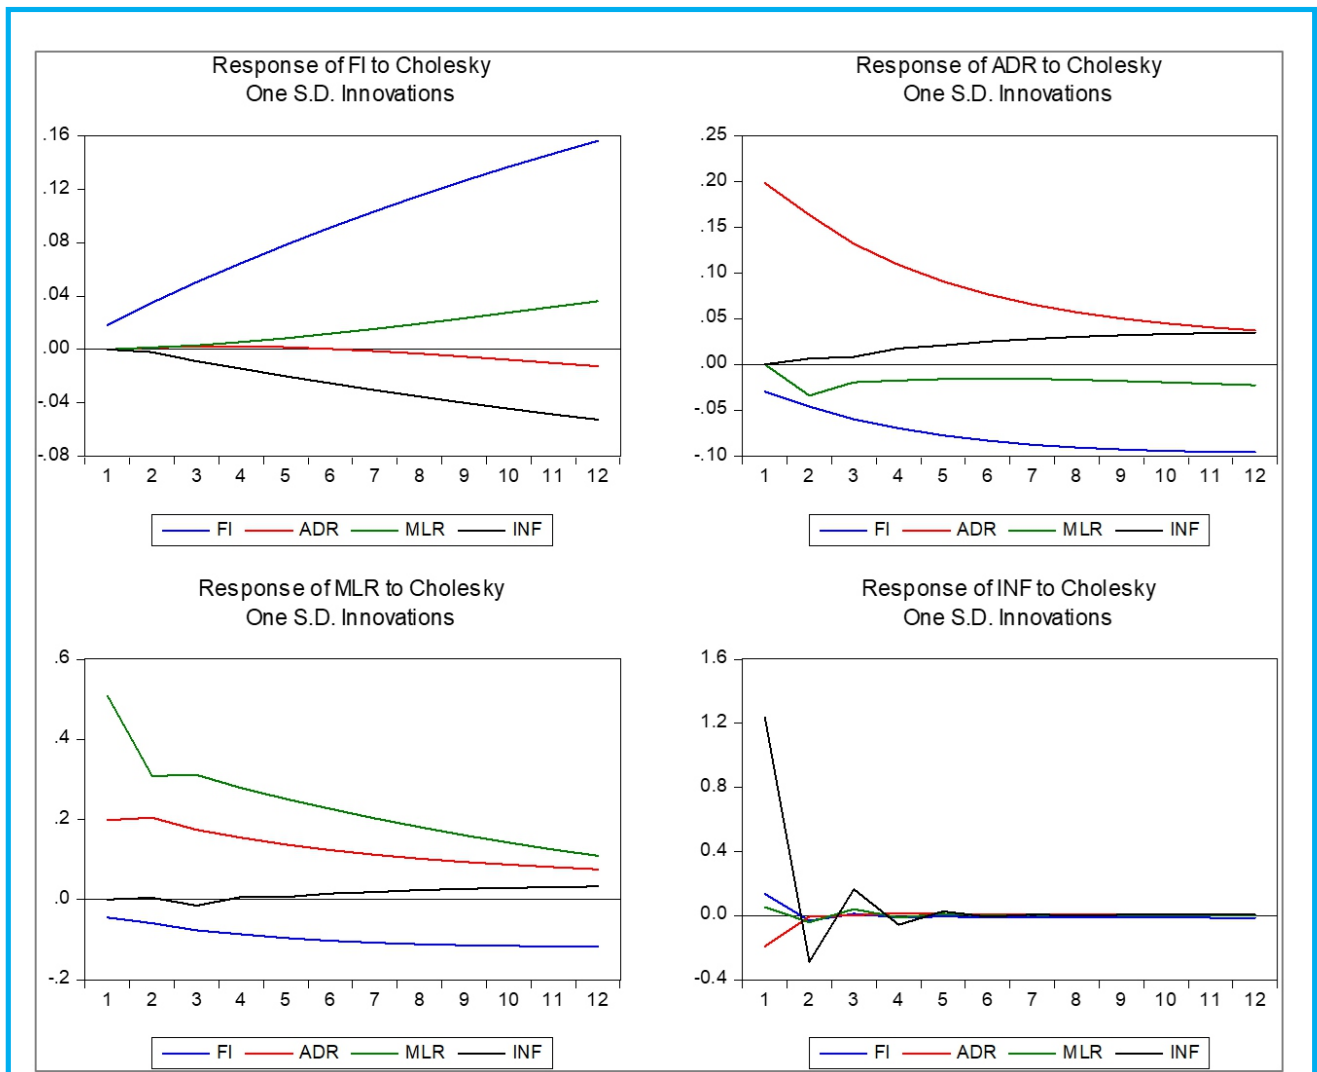 Response of FI to Cholesky
One S.D. Innovations
.16
.12
.08
.04
.00
-.04
-.08
1 2 3 4 5 6 7 8 9 10 11 12
FI ADR MLR INF
Response of ADR to Cholesky
One S.D. Innovations
.25
.20
.15
.10
.05
.00
-.05
-.10
1 2 3 4 5 6 7 8 9 10 11 12
FI ADR MLR INF
Response of MLR to Cholesky
One S.D. Innovations
.6
.4
.2
.0
-.2
1 2 3 4 5 6 7 8 9 10 11 12
FI ADR MLR INF
Response of INF to Cholesky
One S.D. Innovations
1.6
1.2
0.8
0.4
0.0
-0.4
1 2 3 4 5 6 7 8 9 10 11 12
FI ADR MLR INF